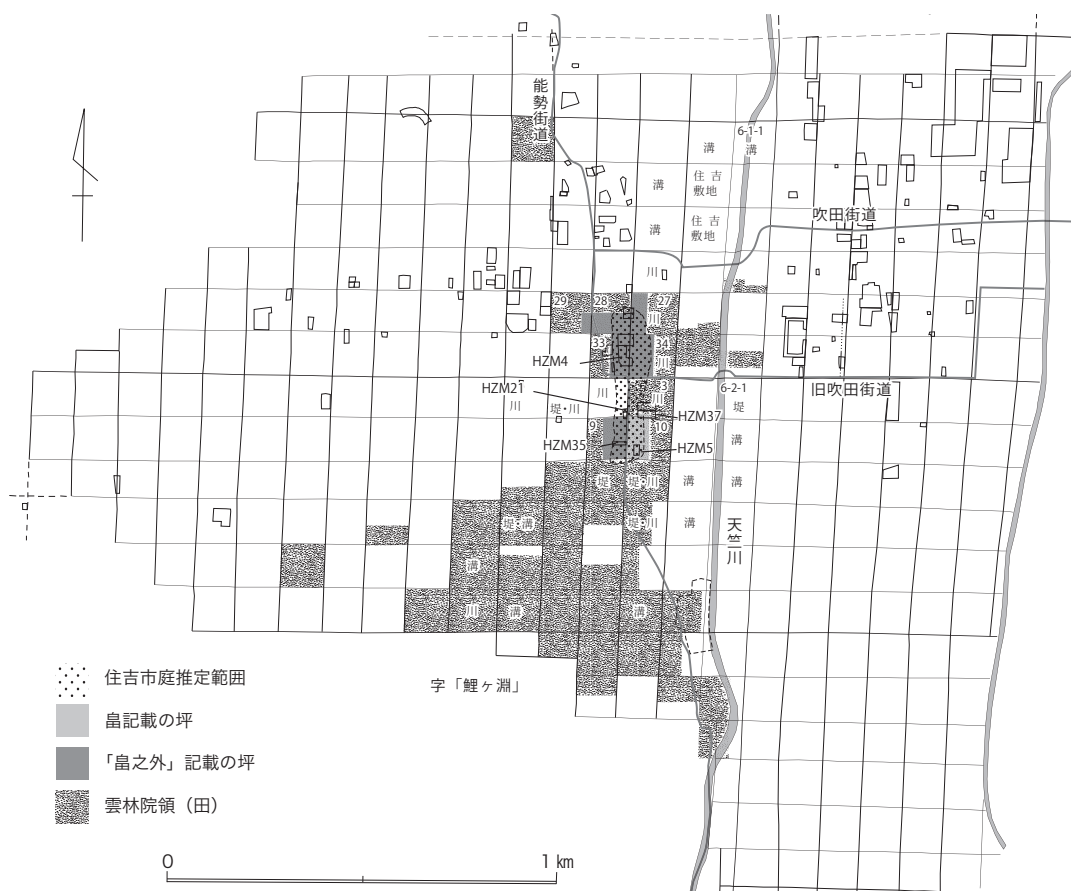 能勢街道
6-1-1
溝
溝
溝
住吉
敷地
吹田街道
溝
住吉
敷地
川
29
28
27
川
33
34
川
HZM4
HZM21
川
3
川
6-2-1
旧吹田街道
川
堤・川
堤
HZM37
9
10
溝
HZM35
HZM5
堤
堤・川
溝
溝
堤・溝
堤・川
溝
天竺川
溝
川
溝
溝
字「鯉ヶ淵」
住吉市庭推定範囲
畠記載の坪
「畠之外」記載の坪
雲林院領（田）
0
1 km